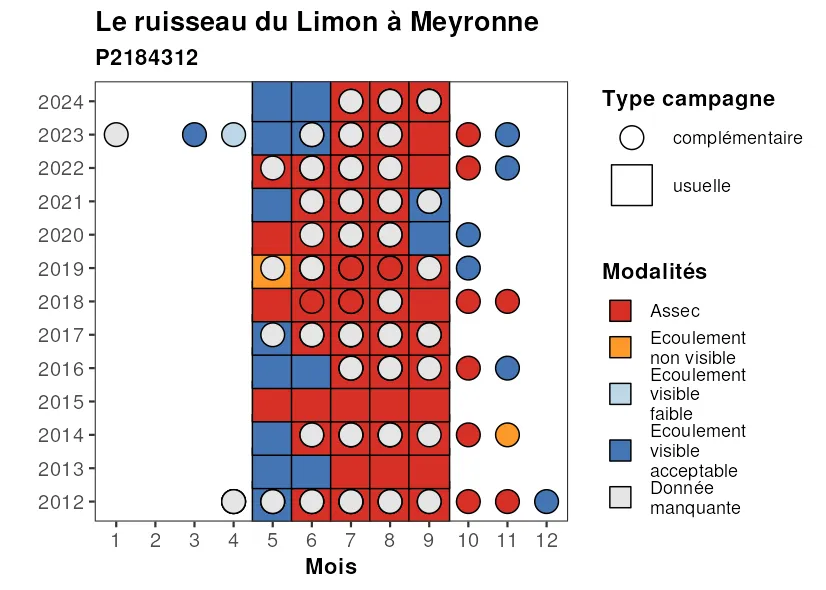 Le ruisseau du Limon à Meyronne
P2184312
2024
2023
2022
2021
2020
2019
2018
2017
2016
2015
2014
2013
2012
1 2 3 4 5 6 7 8 9 10 11 12
Mois
Type campagne
complémentaire
usuelle
Modalités
Assec
Ecoulement
non visible
Ecoulement
visible
faible
Ecoulement
visible
acceptable
Donnée
manquante